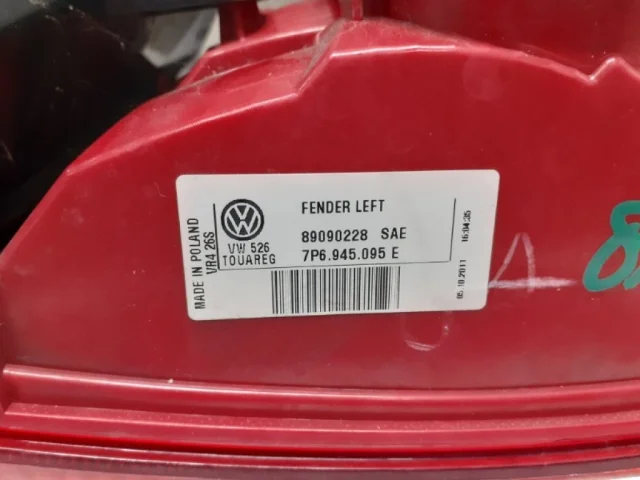 MADE IN POLAND
VR4 26S
VW 526
TOUAREG
FENDER LEFT
89090228 SAE
7P6.945.095 E
05.10.2011 16:04:35